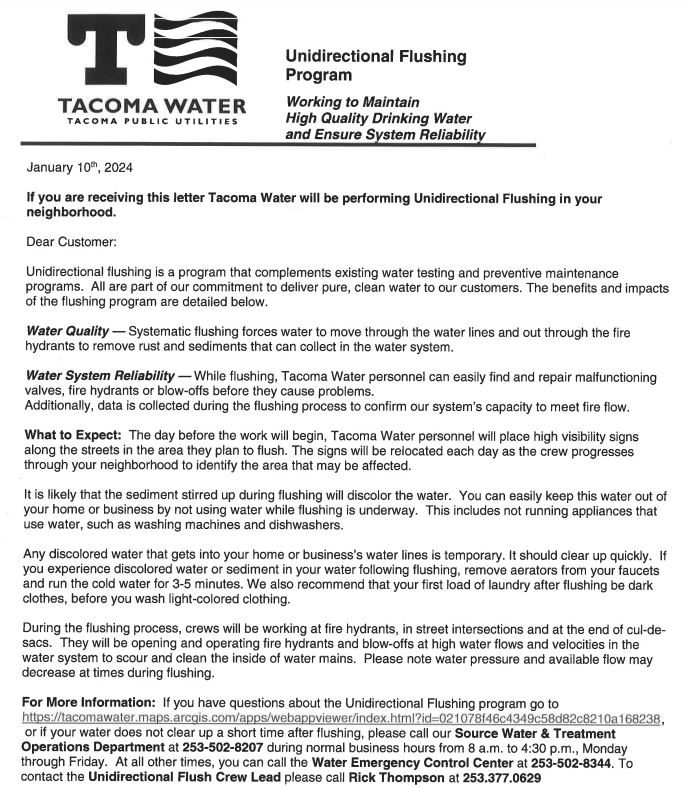 TACOMA WATER
TACOMA PUBLIC UTILITIES
Unidirectional Flushing
Program
Working to Maintain
High Quality Drinking Water
and Ensure System Reliability
January 10th, 2024
If you are receiving this letter Tacoma Water will be performing Unidirectional Flushing in your
neighborhood.
Dear Customer:
Unidirectional flushing is a program that complements existing water testing and preventive maintenance
programs. All are part of our commitment to deliver pure, clean water to our customers. The benefits and impacts
of the flushing program are detailed below.
Water Quality — Systematic flushing forces water to move through the water lines and out through the fire
hydrants to remove rust and sediments that can collect in the water system.
Water System Reliability — While flushing, Tacoma Water personnel can easily find and repair malfunctioning
valves, fire hydrants or blow-offs before they cause problems.
Additionally, data is collected during the flushing process to confirm our system's capacity to meet fire flow.
What to Expect: The day before the work will begin, Tacoma Water personnel will place high visibility signs
along the streets in the area they plan to flush. The signs will be relocated each day as the crew progresses
through your neighborhood to identify the area that may be affected.
It is likely that the sediment stirred up during flushing will discolor the water. You can easily keep this water out of
your home or business by not using water while flushing is underway. This includes not running appliances that
use water, such as washing machines and dishwashers.
Any discolored water that gets into your home or business's water lines is temporary. It should clear up quickly. If
you experience discolored water or sediment in your water following flushing, remove aerators from your faucets
and run the cold water for 3-5 minutes. We also recommend that your first load of laundry after flushing be dark
clothes, before you wash light-colored clothing.
During the flushing process, crews will be working at fire hydrants, in street intersections and at the end of cul-de-
sacs. They will be opening and operating fire hydrants and blow-offs at high water flows and velocities in the
water system to scour and clean the inside of water mains. Please note water pressure and available flow may
decrease at times during flushing.
For More Information: If you have questions about the Unidirectional Flushing program go to
https://tacomawater.maps.arcgis.com/apps/webappviewer/index.html?id=021078f46c4349c58d82c8210a168238,
or if your water does not clear up a short time after flushing, please call our Source Water & Treatment
Operations Department at 253-502-8207 during normal business hours from 8 a.m. to 4:30 p.m., Monday
through Friday. At all other times, you can call the Water Emergency Control Center at 253-502-8344. To
contact the Unidirectional Flush Crew Lead please call Rick Thompson at 253.377.0629